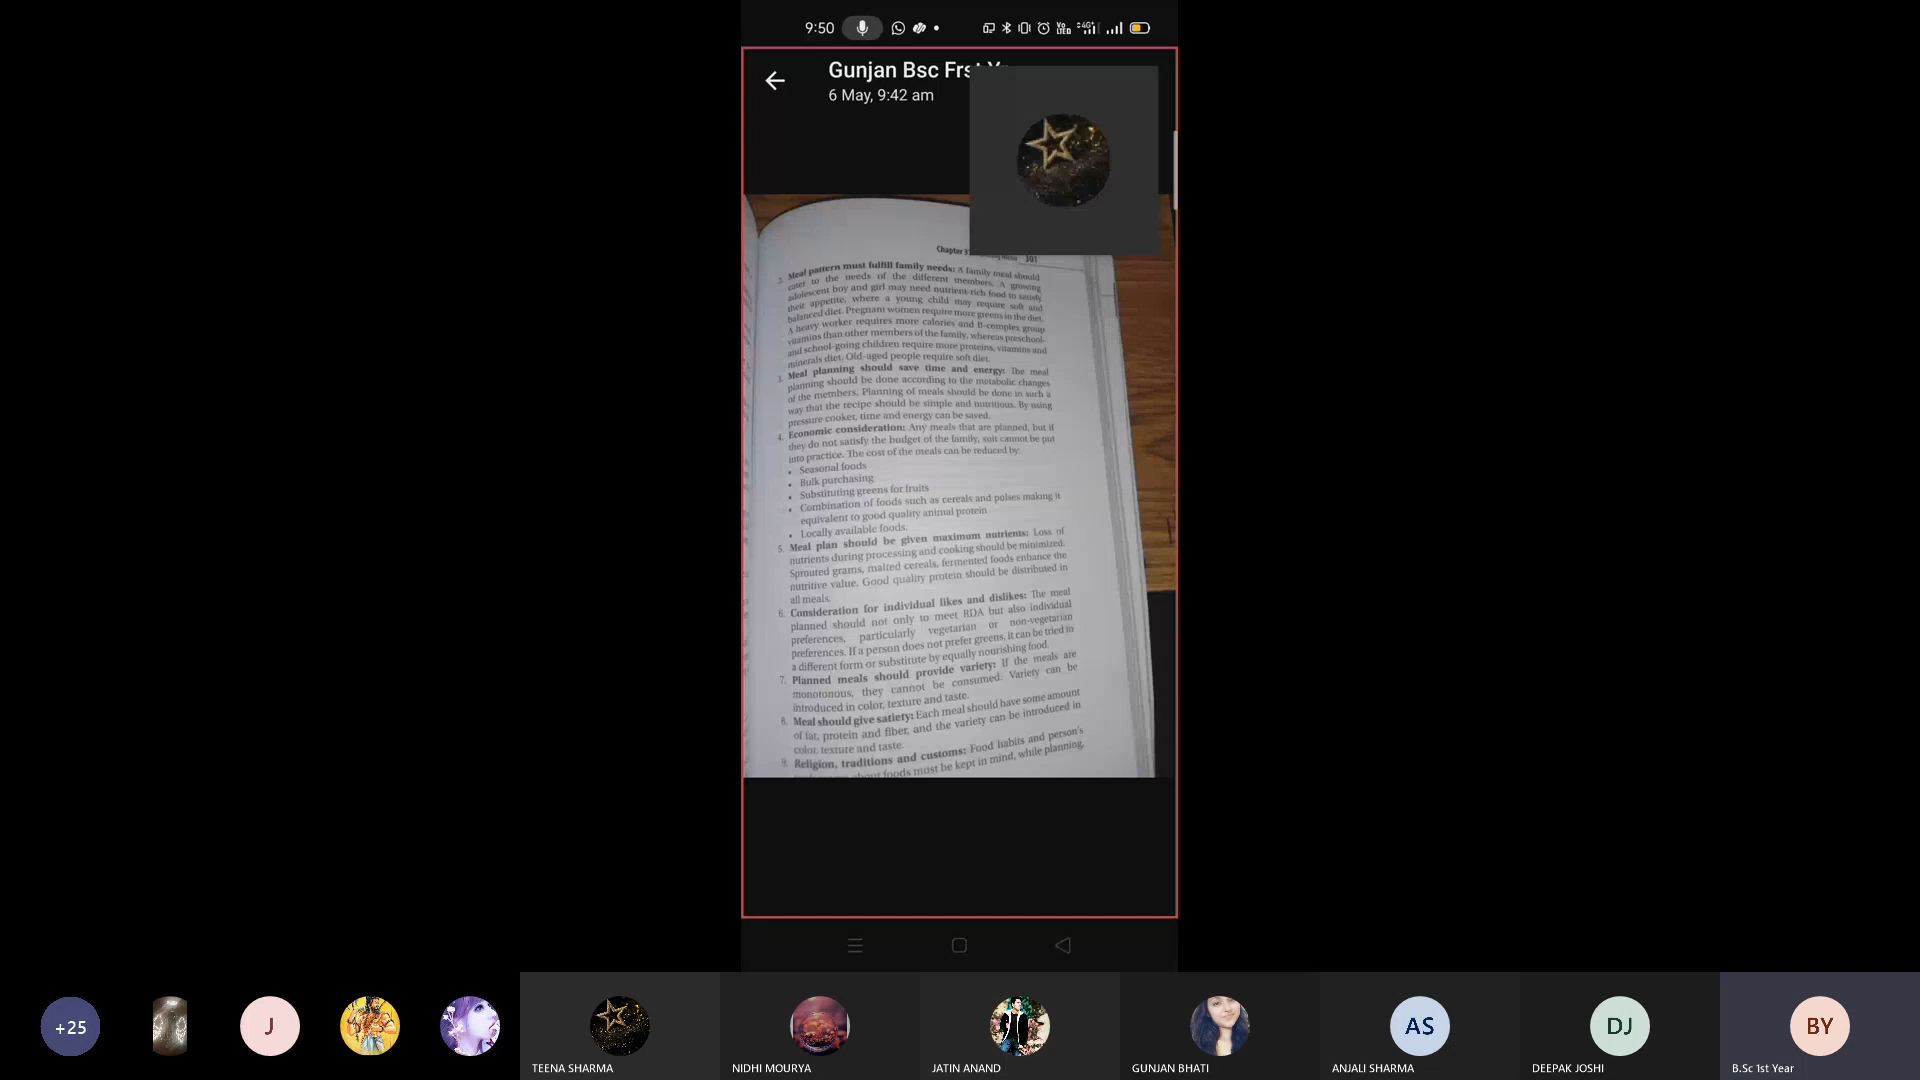 9:50
Gunjan Bsc Frst Yr
6 May, 9:42 am
Chapter 301
2. Meal pattern must fulfill family needs: A family meal should
cater to the needs of the different members. A growing
adolescent boy and girl may need nutrient-rich food to satisfy
their appetite, where a young child may require soft and
balanced diet. Pregnant women require more greens in the diet.
A heavy worker requires more calories and B-complex group
vitamins than other members of the family, whereas preschool-
and school-going children require more proteins, vitamins and
minerals diet. Old-aged people require soft diet.
3. Meal planning should save time and energy: The meal
planning should be done according to the metabolic changes
of the members. Planning of meals should be done in such a
way that the recipe should be simple and nutritious. By using
pressure cooker, time and energy can be saved.
4. Economic consideration: Any meals that are planned, but if
they do not satisfy the budget of the family, suit cannot be put
into practice. The cost of the meals can be reduced by:
• Seasonal foods
• Bulk purchasing
• Substituting greens for fruits
• Combination of foods such as cereals and polses making it
equivalent to good quality animal protein
• Locally available foods.
5. Meal plan should be given maximum nutrients: Loss of
nutrients during processing and cooking should be minimized.
Sprouted grams, malted cereals, fermented foods enhance the
nutritive value. Good quality protein should be distributed in
all meals.
6. Consideration for individual likes and dislikes: The meal
planned should not only to meet RDA but also individual
preferences, particularly vegetarian or non-vegetarian
preferences. If a person does not prefer greens, it can be tried in
a different form or substitute by equally nourishing food.
7. Planned meals should provide variety: If the meals are
monotonous, they cannot be consumed. Variety can be
introduced in color, texture and taste.
8. Meal should give satiety: Each meal should have some amount
of fat, protein and fiber, and the variety can be introduced in
color, texture and taste.
9. Religion, traditions and customs: Food habits and person's
about foods must be kept in mind, while planning,
+25
J
AS
DJ
BY
TEENA SHARMA
NIDHI MOURYA
JATIN ANAND
GUNJAN BHATI
ANJALI SHARMA
DEEPAK JOSHI
B.Sc 1st Year